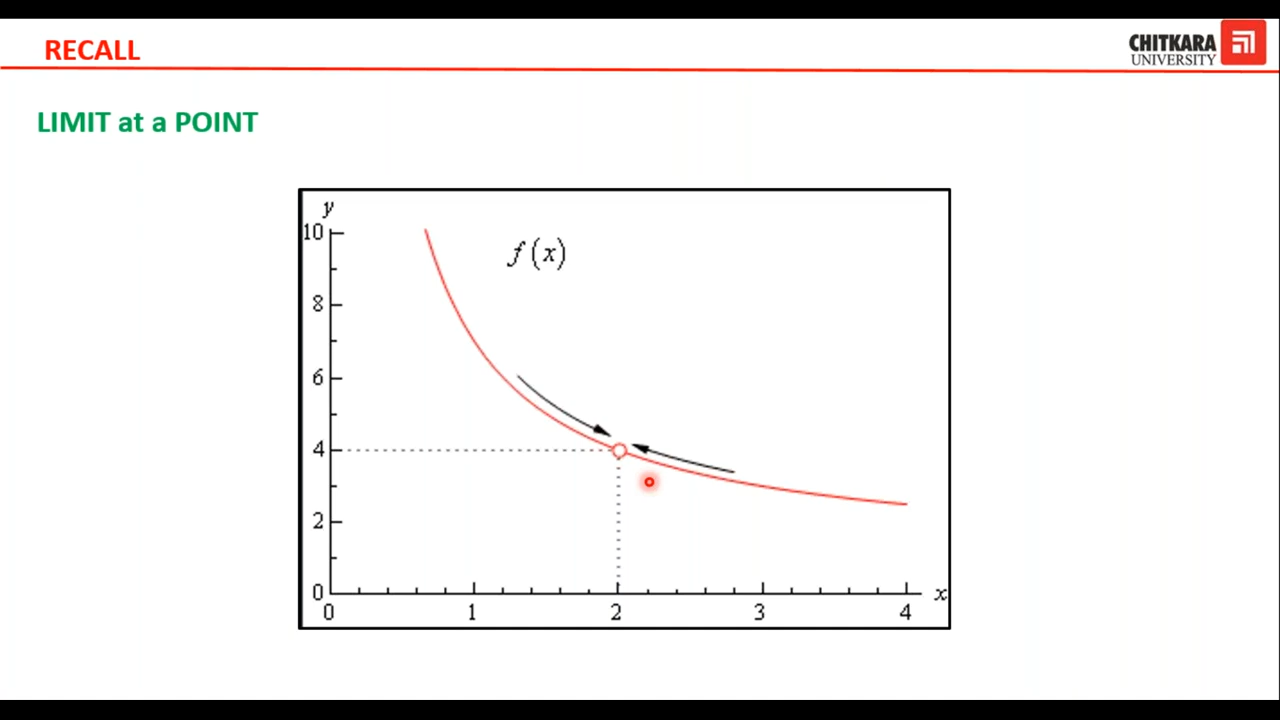 RECALL
CHITKARA
UNIVERSITY
LIMIT at a POINT
y
10
f (x)
8
6
4
2
0
x
0 1 2 3 4